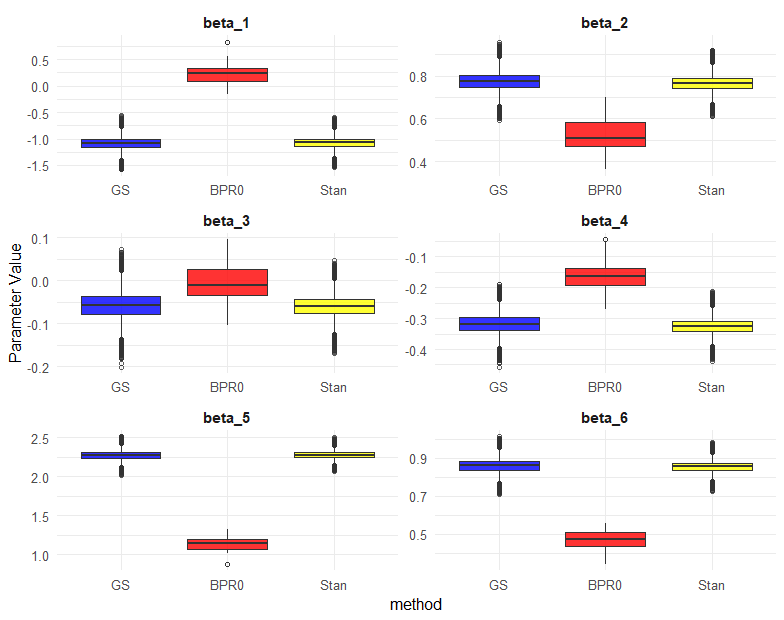 beta_1
0.5
0.0
-0.5
-1.0
-1.5
GS BPR0 Stan
beta_2
0.8
0.6
0.4
GS BPR0 Stan
beta_3
0.1
0.0
-0.1
-0.2
GS BPR0 Stan
beta_4
-0.1
-0.2
-0.3
-0.4
GS BPR0 Stan
beta_5
2.5
2.0
1.5
1.0
GS BPR0 Stan
beta_6
0.9
0.7
0.5
GS BPR0 Stan
Parameter Value
method